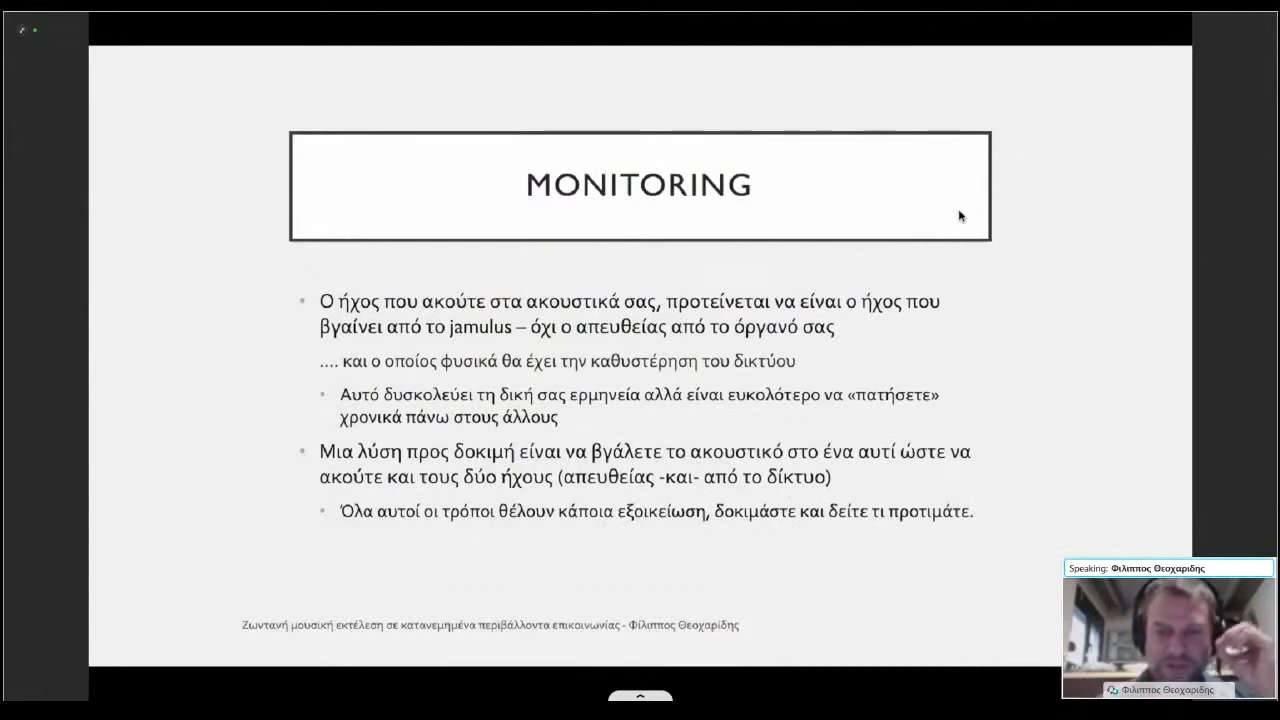 MONITORING
• Ο ήχος που ακούτε στα ακουστικά σας, προτείνεται να είναι ο ήχος που
βγαίνει από το jamulus – όχι ο απευθείας από το όργανό σας
.... και ο οποίος φυσικά θα έχει την καθυστέρηση του δικτύου
• Αυτό δυσκολεύει τη δική σας ερμηνεία αλλά είναι ευκολότερο να «πατήσετε»
χρονικά πάνω στους άλλους
• Μια λύση προς δοκιμή είναι να βγάλετε το ακουστικό στο ένα αυτί ώστε να
ακούτε και τους δύο ήχους (απευθείας -και- από το δίκτυο)
• Όλα αυτοί οι τρόποι θέλουν κάποια εξοικείωση, δοκιμάστε και δείτε τι προτιμάτε.
Ζωντανή μουσική εκτέλεση σε κατανεμημένα περιβάλλοντα επικοινωνίας - Φίλιππος Θεοχαρίδης
Speaking: Φιλιππος Θεοχαριδης
Φιλιππος Θεοχαριδης